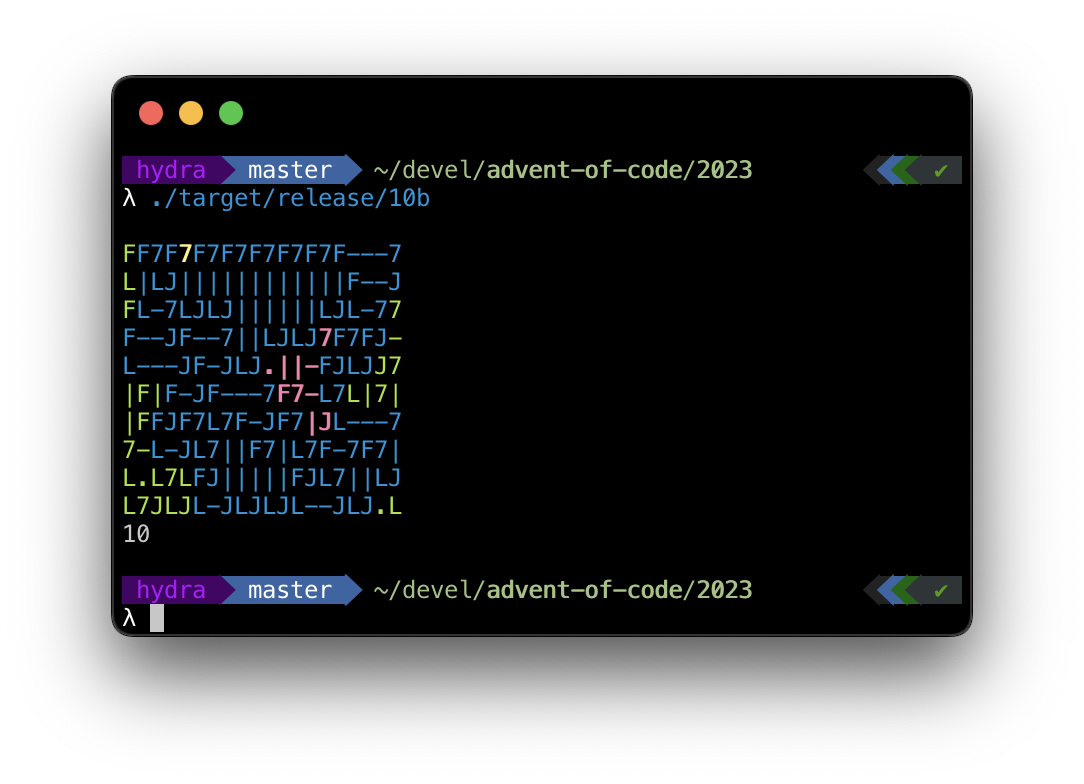 hydra master ~/devel/advent-of-code/2023 ✔
λ ./target/release/10b
FF7F7F7F7F7F7F7F---7
L|LJ||||||||||||F--J
FL-7LJLJ||||||LJL-77
F--JF--7||LJLJ7F7FJ-
L---JF-JLJ.||-FJLJJ7
|F|F-JF---7F7-L7L|7|
|FFJF7L7F-JF7|JL---7
7-L-JL7||F7|L7F-7F7|
L.L7LFJ|||||FJL7||LJ
L7JLJL-JLJLJL--JLJ.L
10
hydra master ~/devel/advent-of-code/2023 ✔
λ